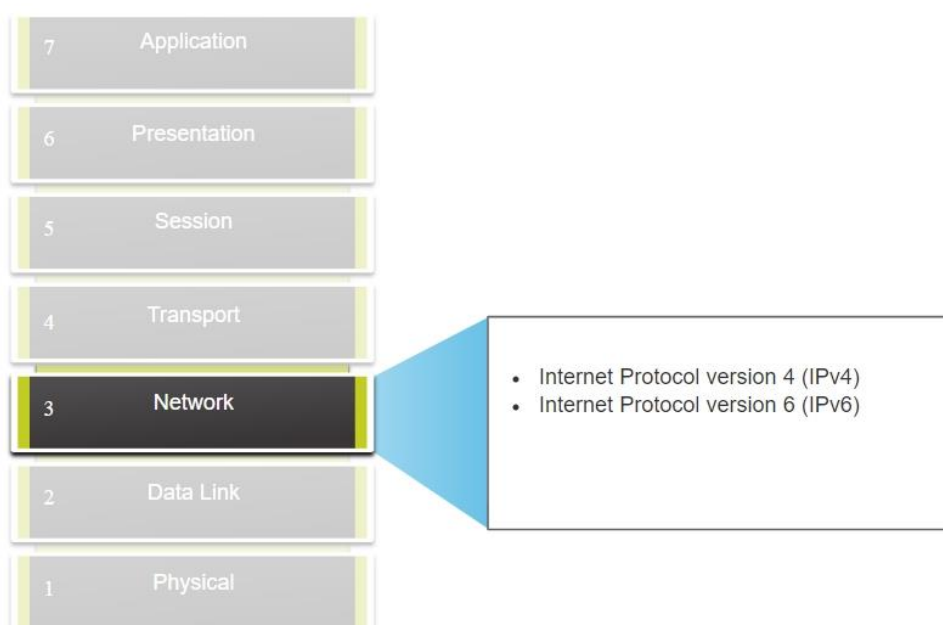 7 Application
6 Presentation
5 Session
4 Transport
3 Network
• Internet Protocol version 4 (IPv4)
• Internet Protocol version 6 (IPv6)
2 Data Link
1 Physical